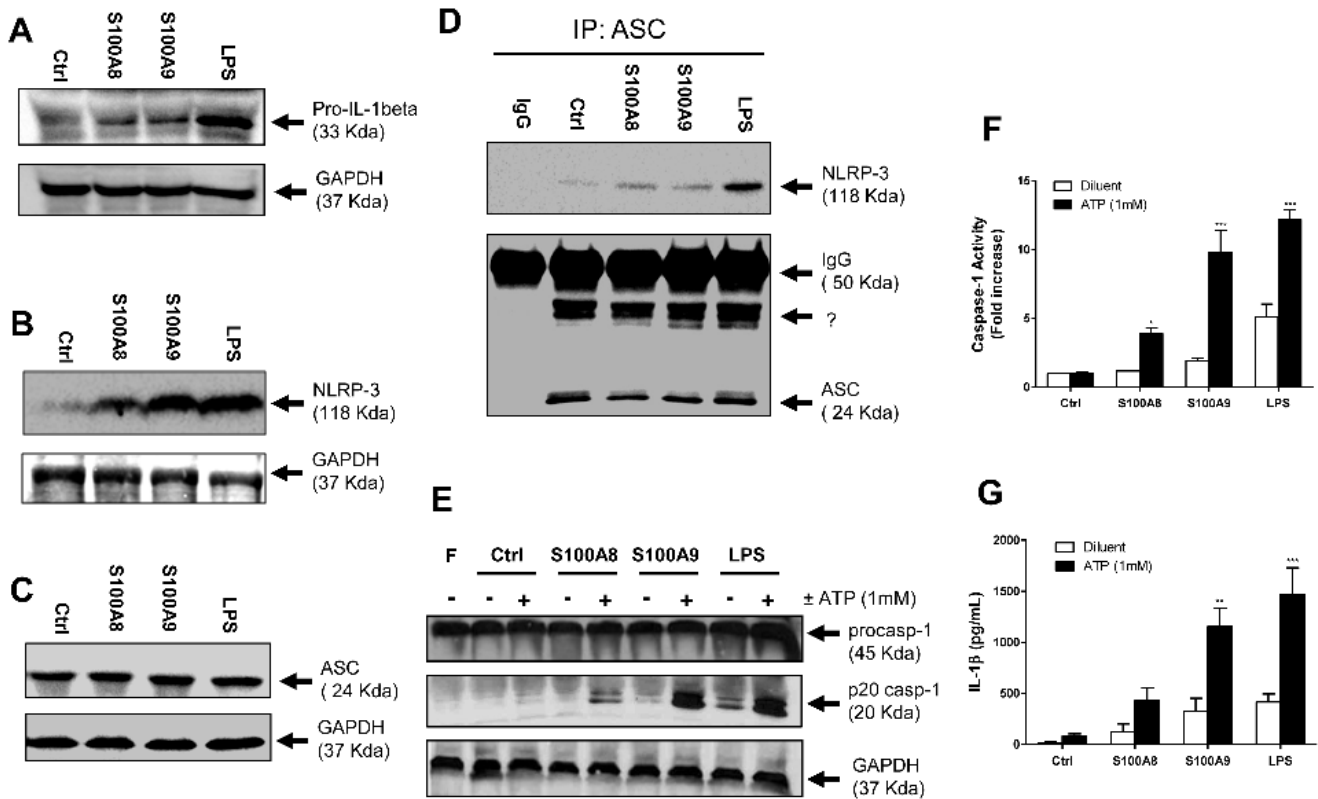 A
Ctrl
S100A8
S100A9
LPS
Pro-IL-1beta
(33 Kda)
GAPDH
(37 Kda)
B
Ctrl
S100A8
S100A9
LPS
NLRP-3
(118 Kda)
GAPDH
(37 Kda)
C
Ctrl
S100A8
S100A9
LPS
ASC
( 24 Kda)
GAPDH
(37 Kda)
D
IP: ASC
IgG
Ctrl
S100A8
S100A9
LPS
NLRP-3
(118 Kda)
IgG
( 50 Kda)
?
ASC
( 24 Kda)
E
F Ctrl S100A8 S100A9 LPS
- - + - + - + - + ± ATP (1mM)
procasp-1
(45 Kda)
p20 casp-1
(20 Kda)
GAPDH
(37 Kda)
F
Diluent
ATP (1mM)
Caspase-1 Activity
(Fold increase)
15
10
5
0
*
***
***
Ctrl S100A8 S100A9 LPS
G
Diluent
ATP (1mM)
IL-1β (pg/mL)
2000
1500
1000
500
0
**
***
Ctrl S100A8 S100A9 LPS